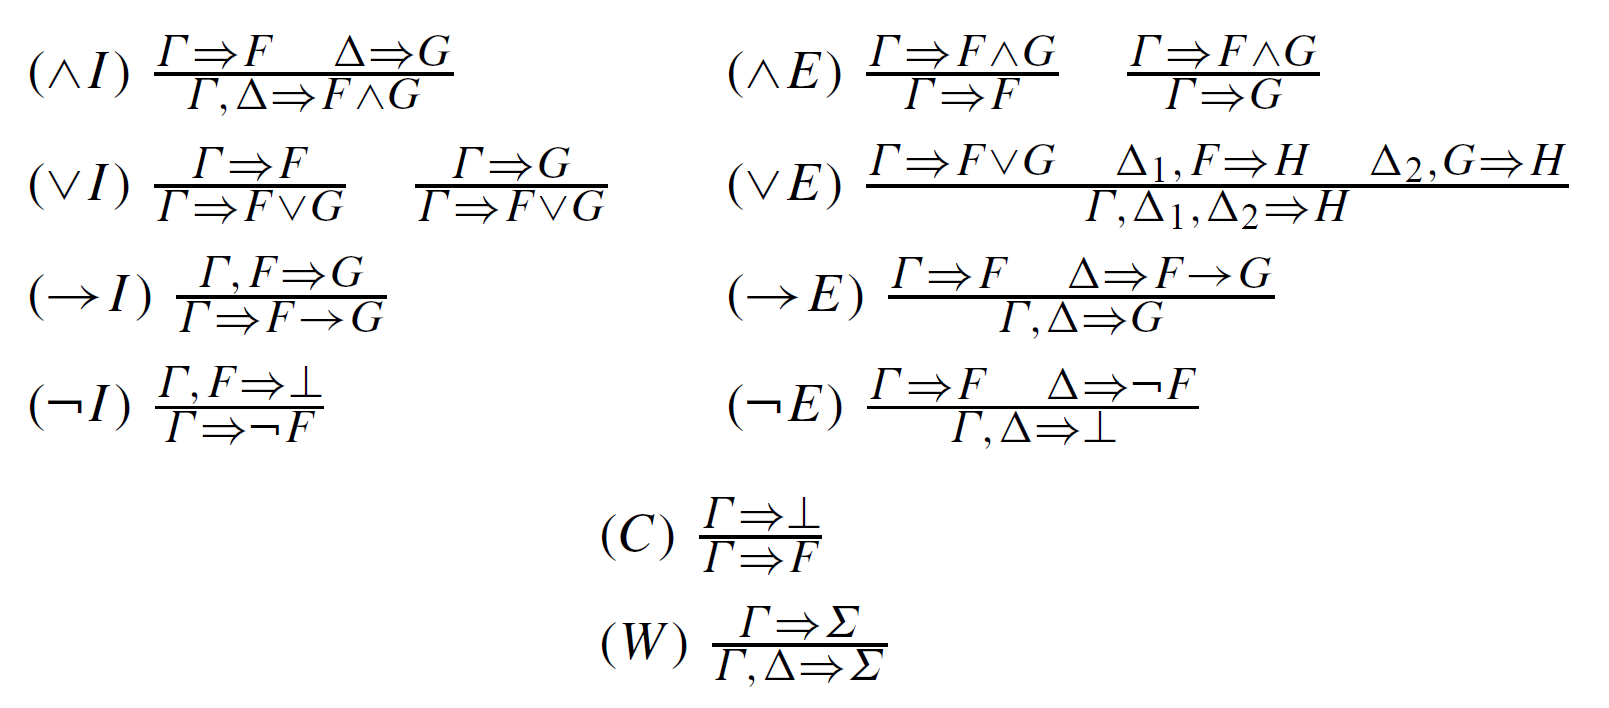 (∧I) Γ⇒F Δ⇒G (∧E) Γ⇒F∧G Γ⇒F∧G
Γ,Δ⇒F∧G Γ⇒F Γ⇒G
(∨I) Γ⇒F Γ⇒G (∨E) Γ⇒F∨G Δ₁,F⇒H Δ₂,G⇒H
Γ⇒F∨G Γ⇒F∨G Γ,Δ₁,Δ₂⇒H
(→I) Γ,F⇒G (→E) Γ⇒F Δ⇒F→G
Γ⇒F→G Γ,Δ⇒G
(¬I) Γ,F⇒⊥ (¬E) Γ⇒F Δ⇒¬F
Γ⇒¬F Γ,Δ⇒⊥
(C) Γ⇒⊥
Γ⇒F
(W) Γ⇒Σ
Γ,Δ⇒Σ